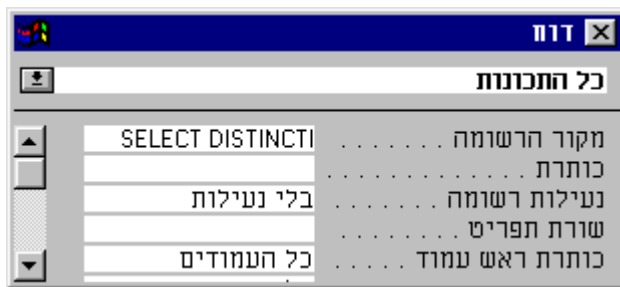 דוח
כל התכונות
מקור הרשומה . . . . . . . SELECT DISTINCTI
כותרת . . . . . . . . . . . . .
נעילות רשומה . . . . . . . בלי נעילות
שורת תפריט . . . . . . . .
כותרת ראש עמוד . . . . . כל העמודים